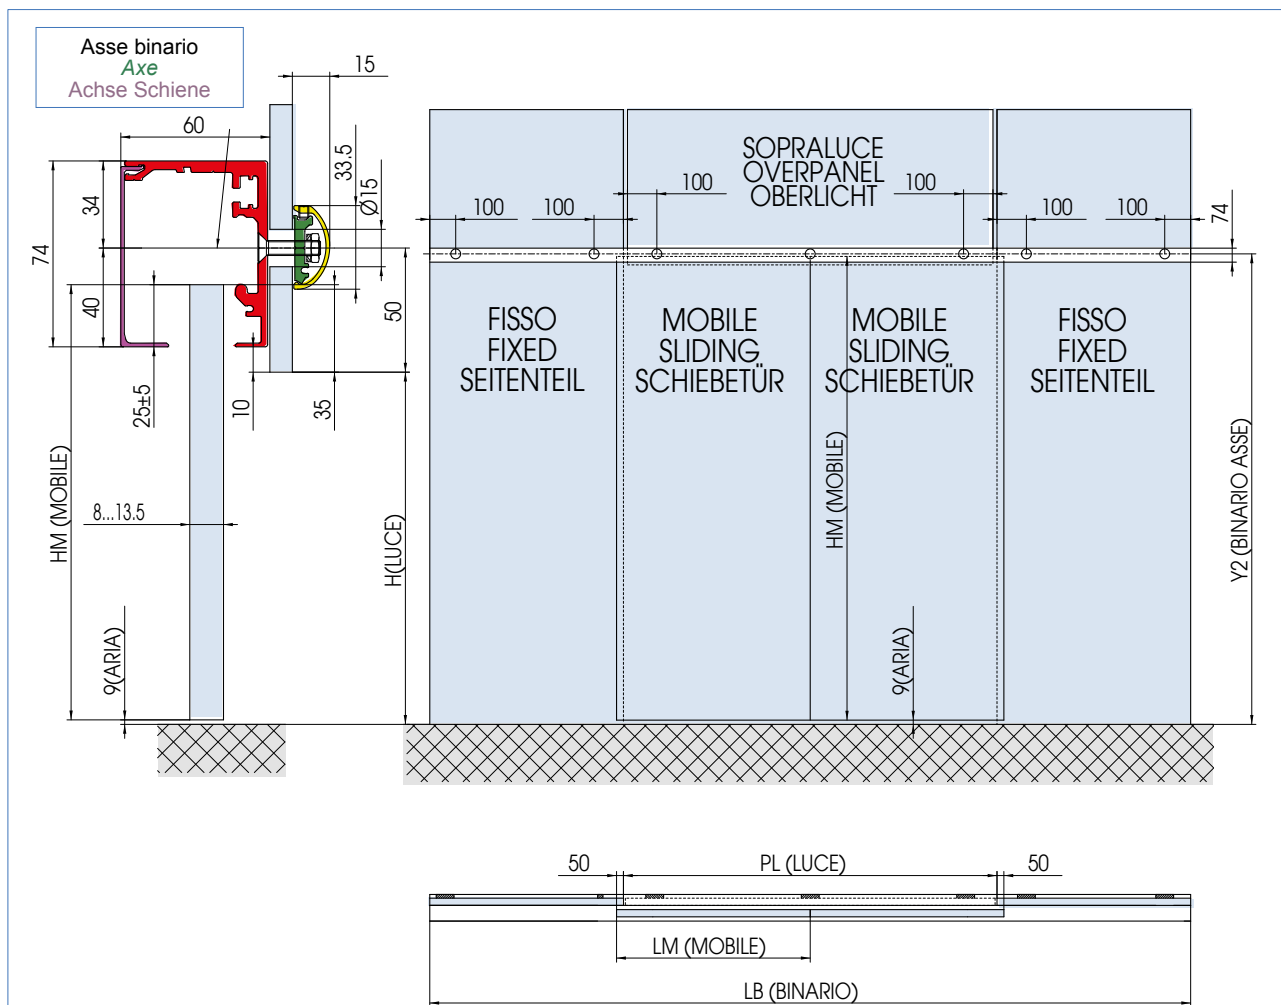 Asse binario
Axe
Achse Schiene
15
60
33.5
Ø15
34
74
40
50
25±5
10
35
HM (MOBILE)
8...13.5
H(LUCE)
9(ARIA)
SOPRALUCE
OVERPANEL
OBERLICHT
100
100
100
100
100
100
74
FISSO
FIXED
SEITENTEIL
MOBILE
SLIDING
SCHIEBETÜR
MOBILE
SLIDING
SCHIEBETÜR
FISSO
FIXED
SEITENTEIL
HM (MOBILE)
9(ARIA)
Y2 (BINARIO ASSE)
50
PL (LUCE)
50
LM (MOBILE)
LB (BINARIO)